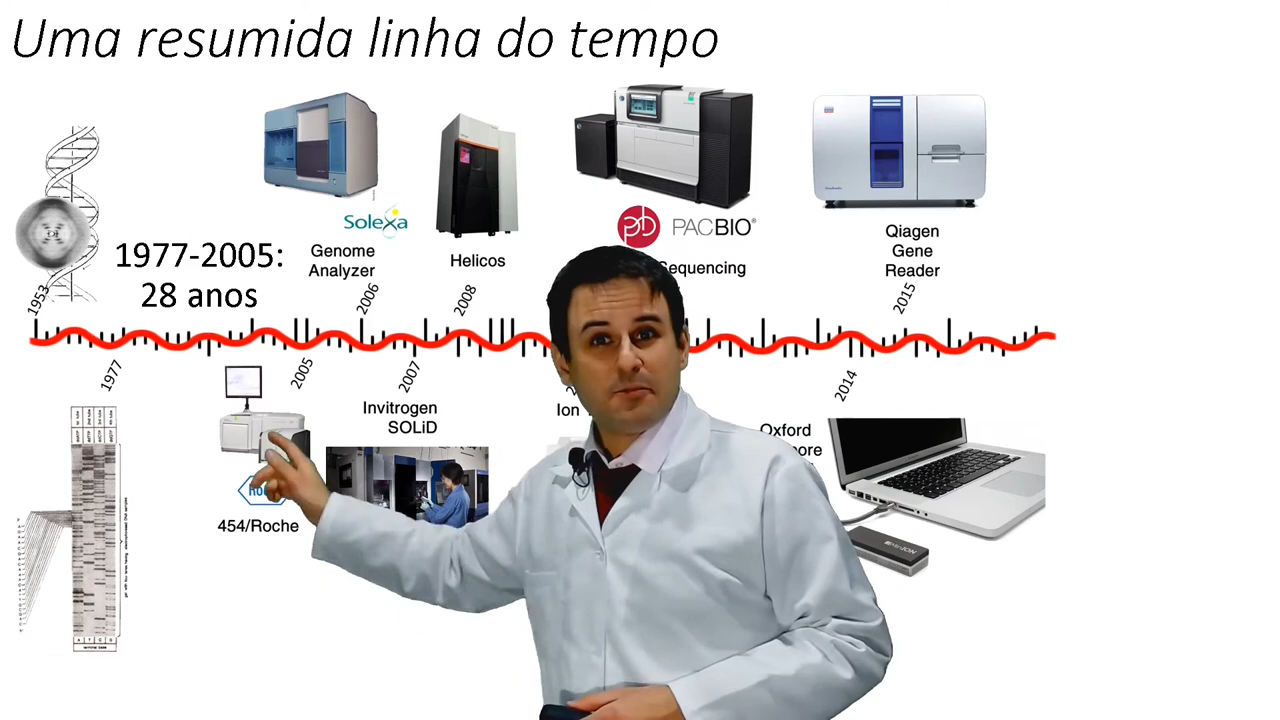 Uma resumida linha do tempo
Solexa
Genome
Analyzer
Helicos
PACBIO®
Sequencing
Qiagen
Gene
Reader
1977-2005:
28 anos
1953
2006
2008
2015
1977
2005
2007
2014
Invitrogen
SOLiD
Ion
Oxford
454/Roche
MinION
A T C G